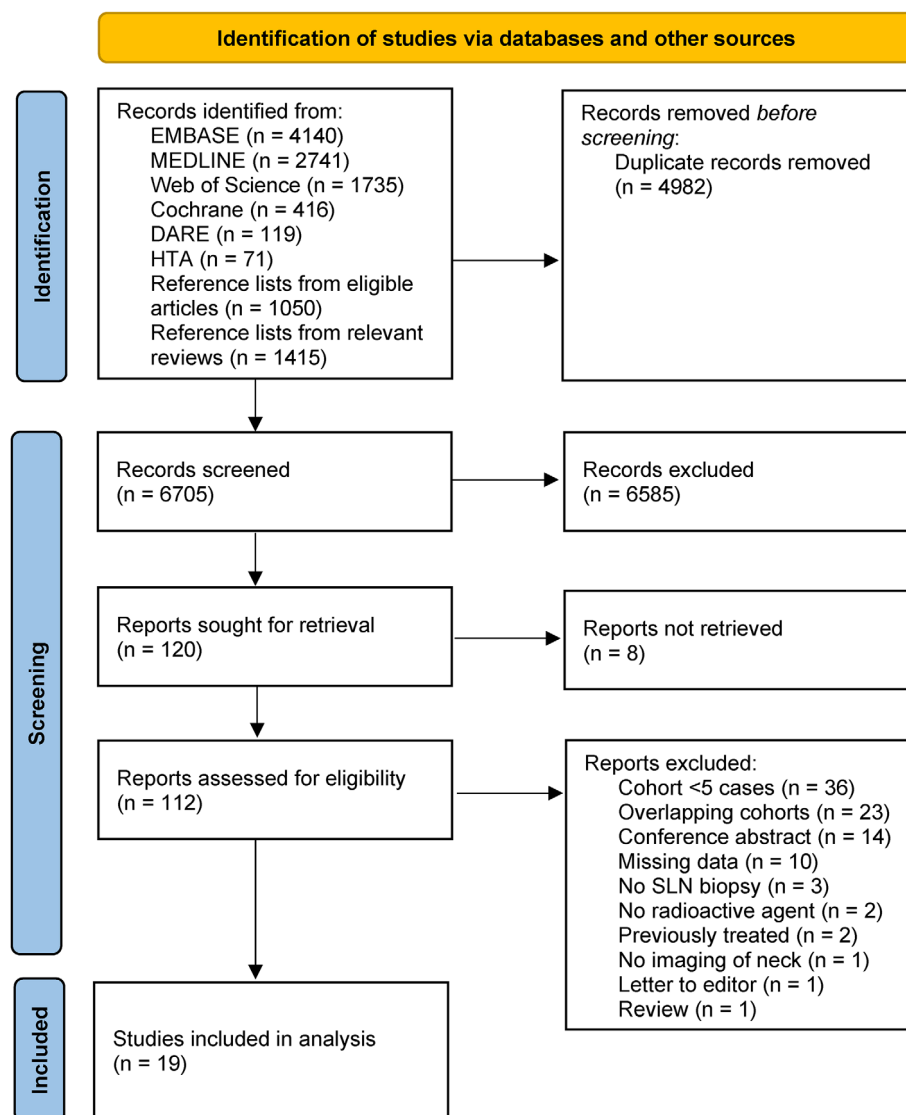 Identification of studies via databases and other sources
Identification
Records identified from:
EMBASE (n = 4140)
MEDLINE (n = 2741)
Web of Science (n = 1735)
Cochrane (n = 416)
DARE (n = 119)
HTA (n = 71)
Reference lists from eligible
articles (n = 1050)
Reference lists from relevant
reviews (n = 1415)
Records removed before
screening:
Duplicate records removed
(n = 4982)
Screening
Records screened
(n = 6705)
Records excluded
(n = 6585)
Reports sought for retrieval
(n = 120)
Reports not retrieved
(n = 8)
Reports assessed for eligibility
(n = 112)
Reports excluded:
Cohort <5 cases (n = 36)
Overlapping cohorts (n = 23)
Conference abstract (n = 14)
Missing data (n = 10)
No SLN biopsy (n = 3)
No radioactive agent (n = 2)
Previously treated (n = 2)
No imaging of neck (n = 1)
Letter to editor (n = 1)
Review (n = 1)
Included
Studies included in analysis
(n = 19)